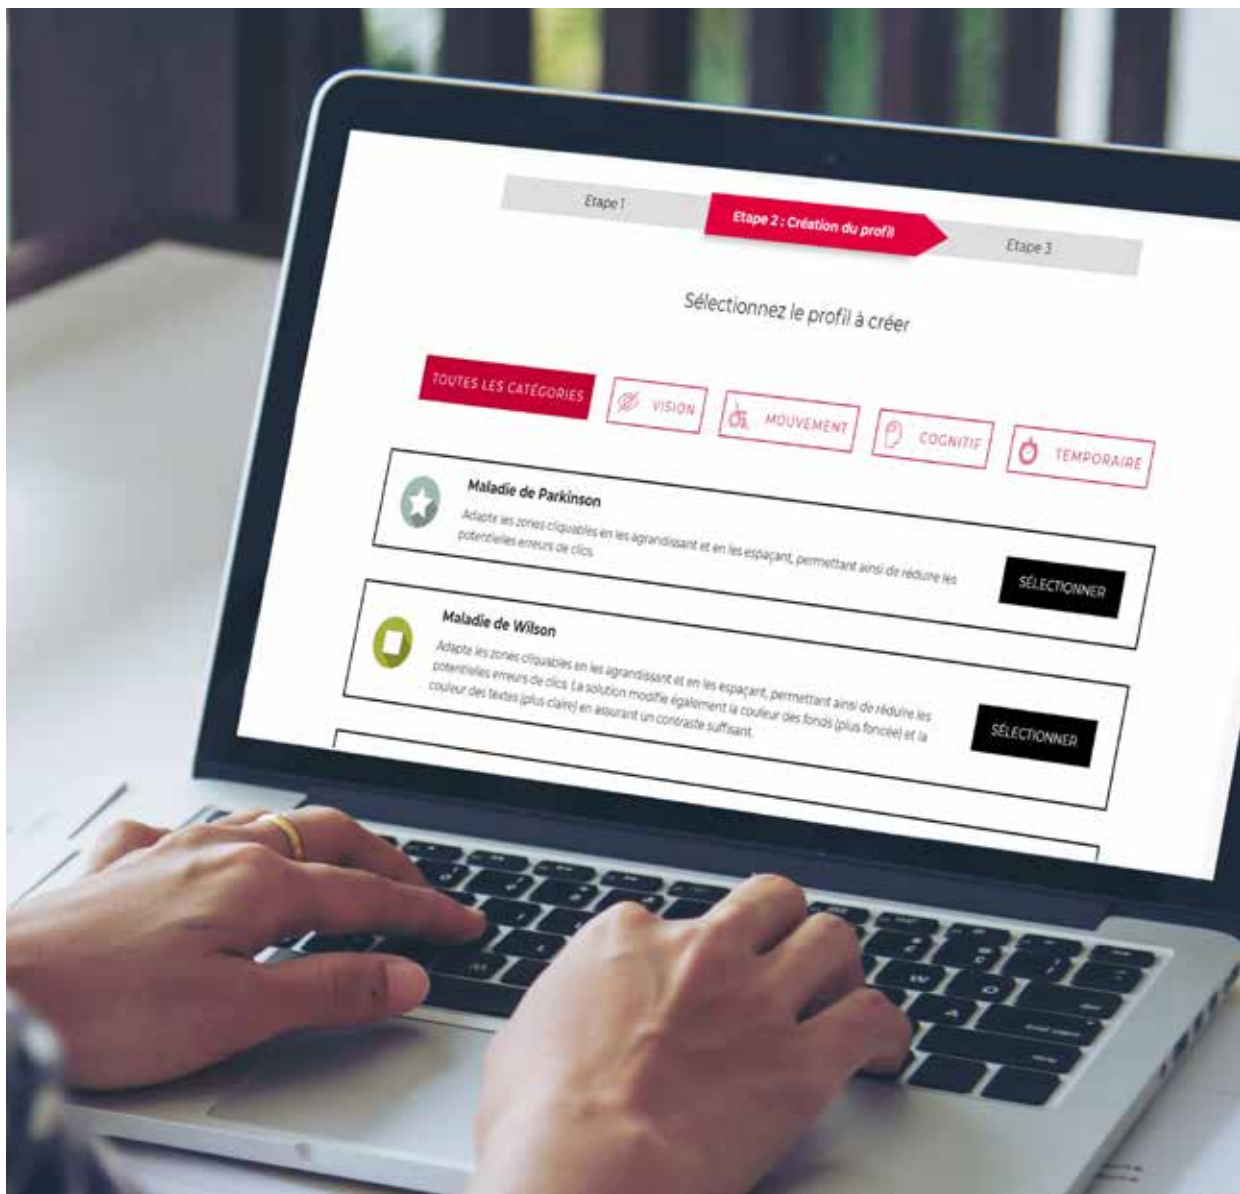 Etape 1
Etape 2 : Création du profil
Etape 3
Sélectionnez le profil à créer
TOUTES LES CATÉGORIES
VISION
MOUVEMENT
COGNITIF
TEMPORAIRE
Maladie de Parkinson
Adapte les zones cliquables en les agrandissant et en les espaçant, permettant ainsi de réduire les
potentielles erreurs de clics.
SÉLECTIONNER
Maladie de Wilson
Adapte les zones cliquables en les agrandissant et en les espaçant, permettant ainsi de réduire les
potentielles erreurs de clics. La solution modifie également la couleur des fonds (plus foncée) et la
couleur des textes (plus claire) en assurant un contraste suffisant.
SÉLECTIONNER